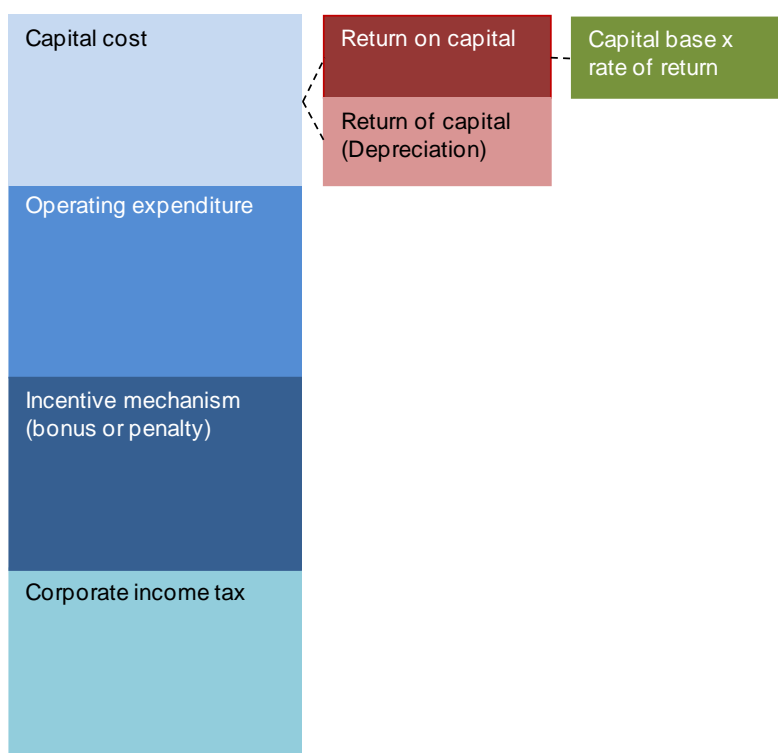 Capital cost
Return on capital
Capital base x
rate of return
Return of capital
(Depreciation)
Operating expenditure
Incentive mechanism
(bonus or penalty)
Corporate income tax